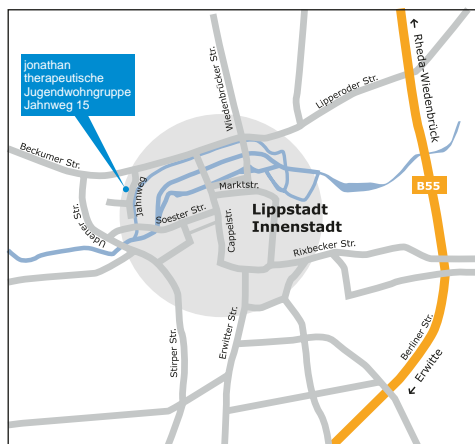 jonathan
therapeutische
Jugendwohngruppe
Jahnweg 15
Wiedenbrücker Str.
Lipperoder Str.
← Rheda-Wiedenbrück
Beckumer Str.
Jahnweg
Marktstr.
B55
Udener Str.
Soester Str.
Cappelstr.
Lippstadt
Innenstadt
Rixbecker Str.
Stirper Str.
Erwitter Str.
Berliner Str.
← Erwitte